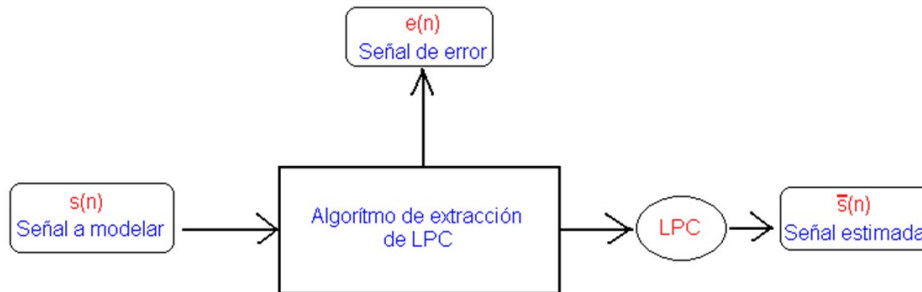 e(n)
Señal de error
s(n)
Señal a modelar
Algorítmo de extracción
de LPC
LPC
s̅(n)
Señal estimada